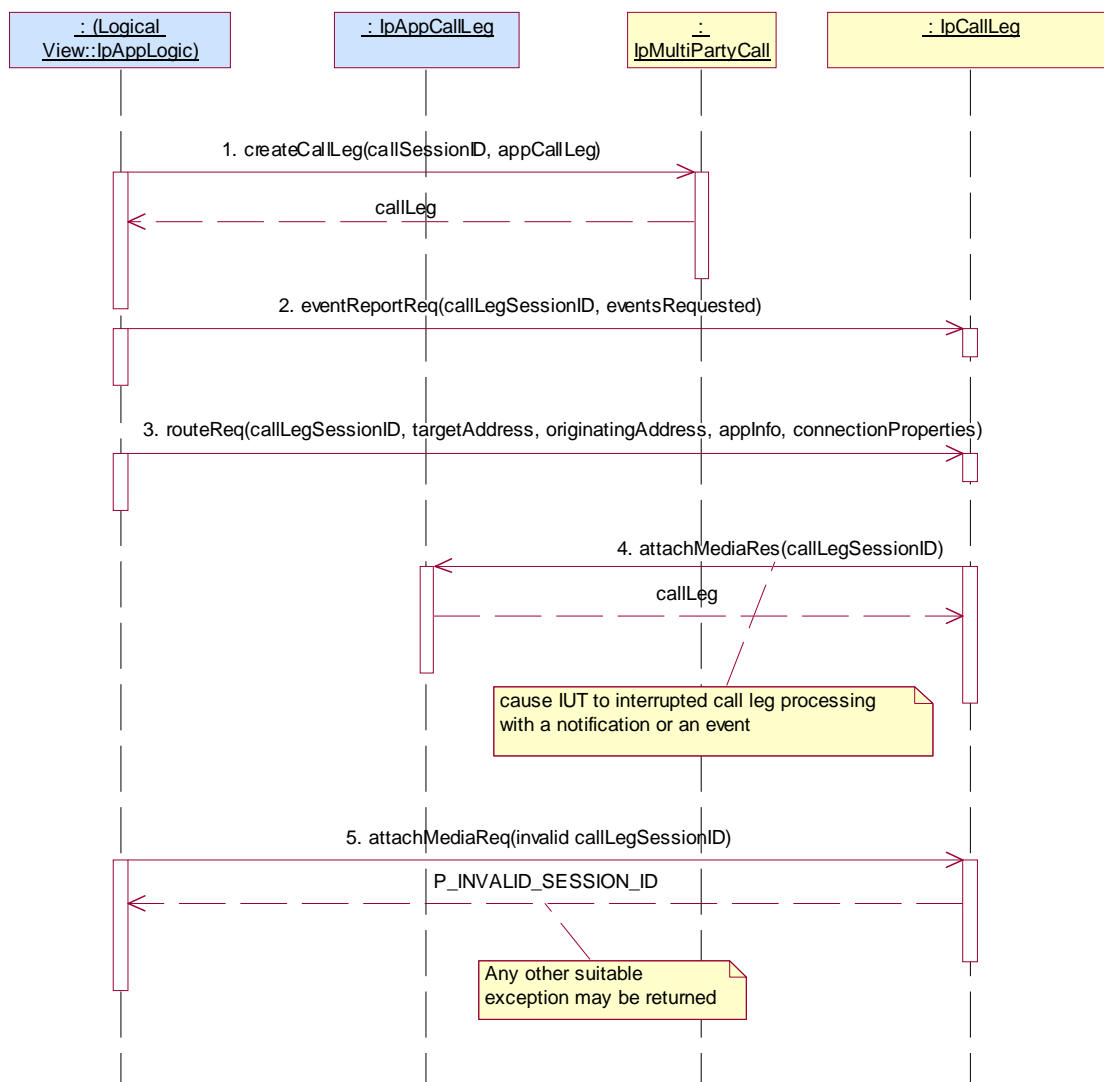 : (Logical
View::IpAppLogic)
: IpAppCallLeg
:
IpMultiPartyCall
: IpCallLeg
1. createCallLeg(callSessionID, appCallLeg)
callLeg
2. eventReportReq(callLegSessionID, eventsRequested)
3. routeReq(callLegSessionID, targetAddress, originatingAddress, appInfo, connectionProperties)
4. attachMediaRes(callLegSessionID)
callLeg
cause IUT to interrupted call leg processing
with a notification or an event
5. attachMediaReq(invalid callLegSessionID)
P_INVALID_SESSION_ID
Any other suitable
exception may be returned